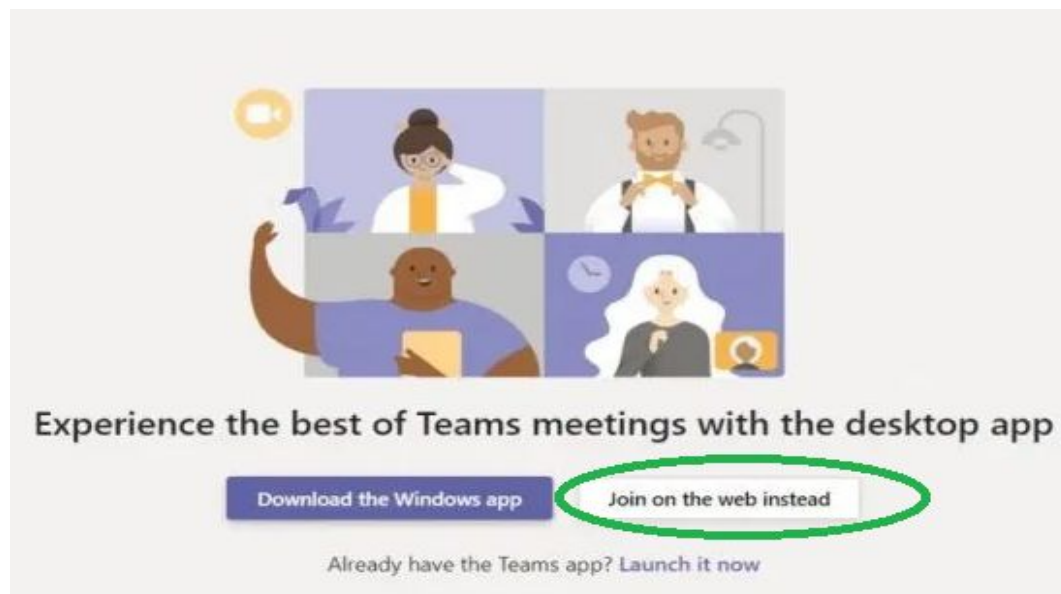 Experience the best of Teams meetings with the desktop app
Download the Windows app
Join on the web instead
Already have the Teams app? Launch it now